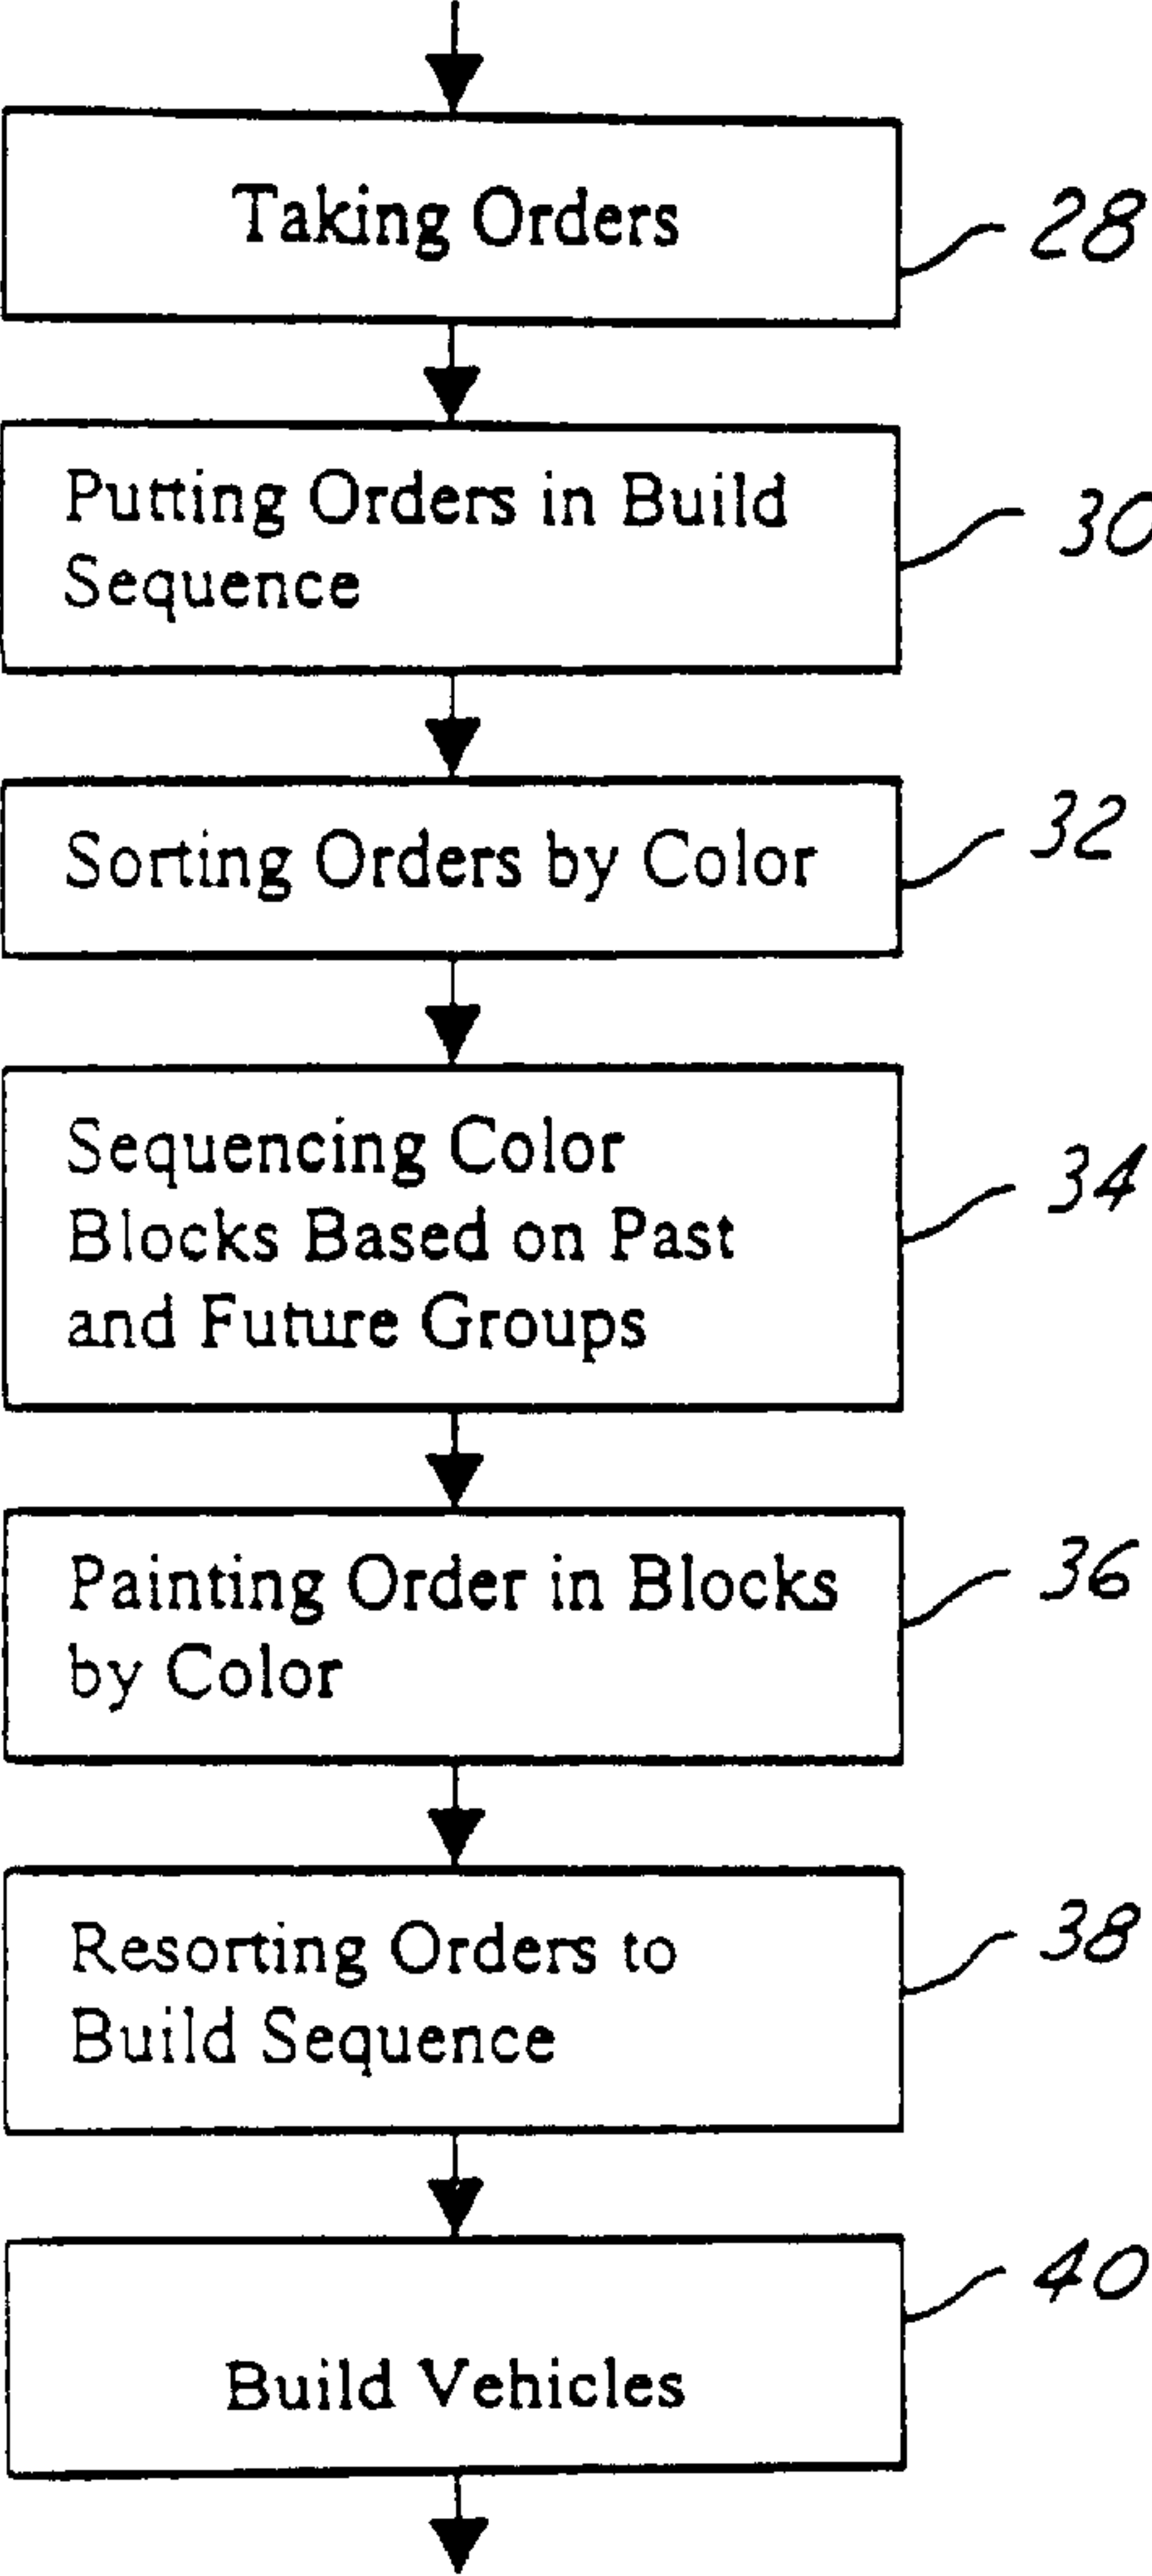 Taking Orders
28
Putting Orders in Build
Sequence
30
Sorting Orders by Color
32
Sequencing Color
Blocks Based on Past
and Future Groups
34
Painting Order in Blocks
by Color
36
Resorting Orders to
Build Sequence
38
Build Vehicles
40